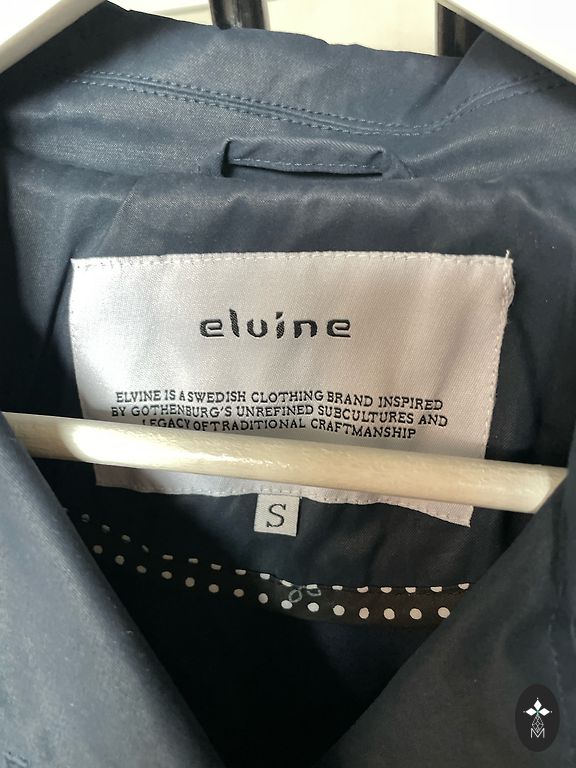 elvine
ELVINE IS A SWEDISH CLOTHING BRAND INSPIRED
BY GOTHENBURG'S UNREFINED SUBCULTURES AND
LEGACY OF TRADITIONAL CRAFTMANSHIP
S
M